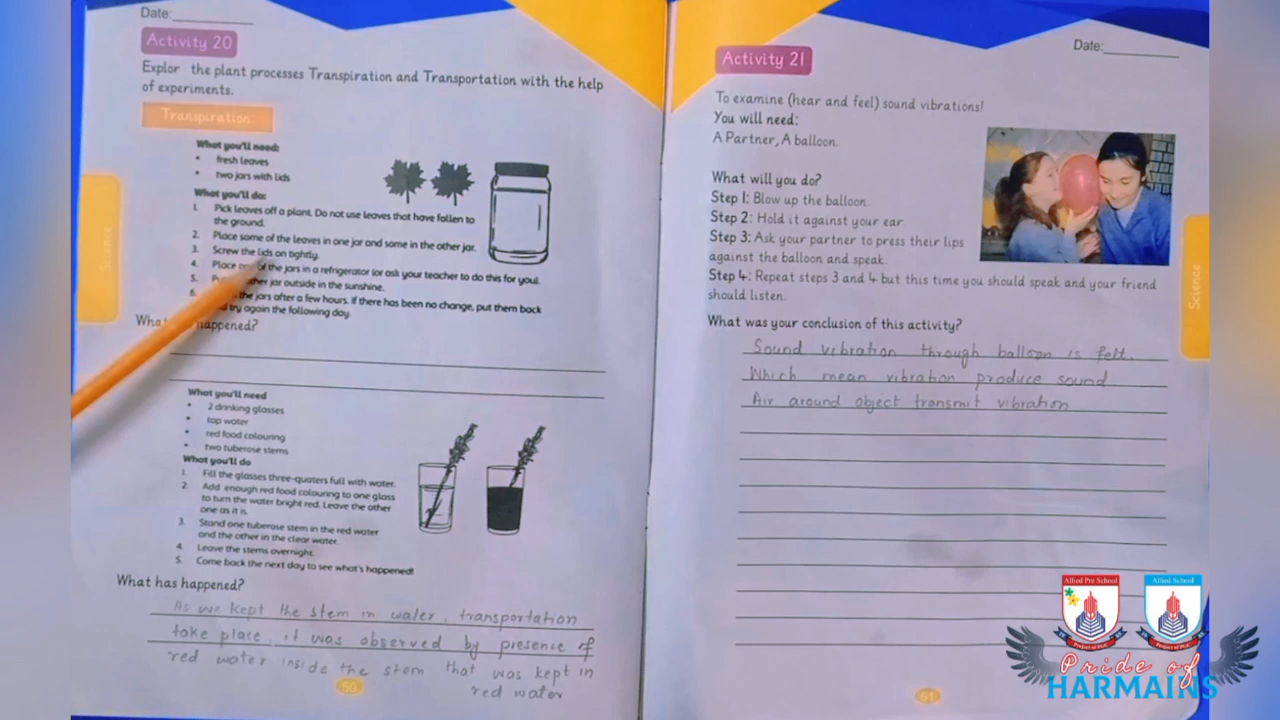 Date:
Activity 20
Explor the plant processes Transpiration and Transportation with the help
of experiments.
Transpiration
What you'll need:
• fresh leaves
• two jars with lids
What you'll do:
1. Pick leaves off a plant. Do not use leaves that have fallen to
the ground.
2. Place some of the leaves in one jar and some in the other jar.
3. Screw the lids on tightly.
4. Place of the jars in a refrigerator (or ask your teacher to do this for you).
5. jar outside in the sunshine.
6. the jars after a few hours. If there has been no change, put them back
try again the following day.
happened?
What you'll need
• 2 drinking glasses
• tap water
• red food colouring
• two tuberose stems
What you'll do
1. Fill the glasses three-quaters full with water.
2. Add enough red food colouring to one glass
to turn the water bright red. Leave the other
one as it is.
3. Stand one tuberose stem in the red water
and the other in the clear water.
4. Leave the stems overnight.
5. Come back the next day to see what's happened!
What has happened?
As we kept the stem in water, transportation
take place, it was observed by presence of
red water inside the stem that was kept in
red water
50
Science
Date:
Activity 21
To examine (hear and feel) sound vibrations!
You will need:
A Partner, A balloon.
What will you do?
Step 1: Blow up the balloon.
Step 2: Hold it against your ear.
Step 3: Ask your partner to press their lips
against the balloon and speak.
Step 4: Repeat steps 3 and 4 but this time you should speak and your friend
should listen.
What was your conclusion of this activity?
Sound vibration through balloon is felt.
Which mean vibration produce sound
Air around object transmit vibration
51
Science
Allied Pre School
Project of PGC
Allied School
Project of PGC
Pride of
HARMAINS